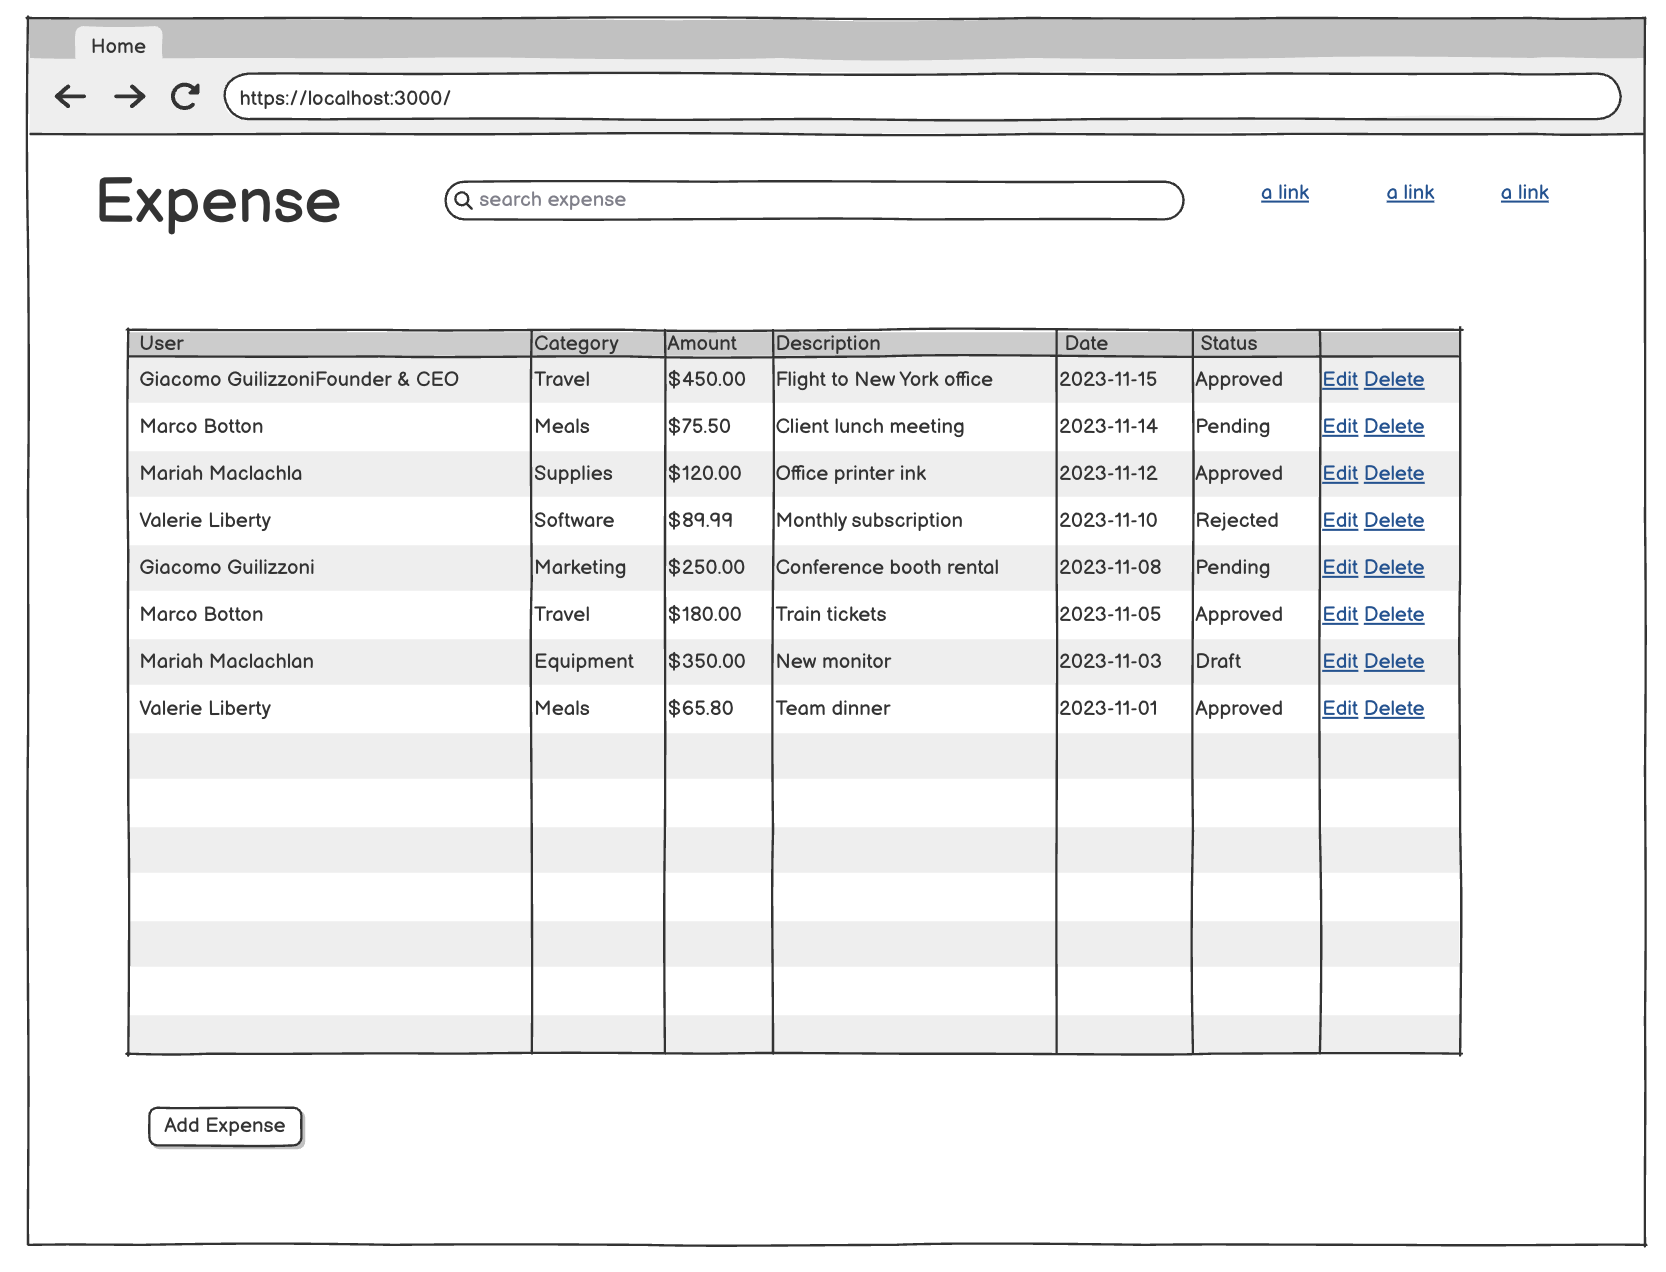 Home
https://localhost:3000/
Expense
search expense
a link a link a link
User Category Amount Description Date Status
Giacomo GuilizzoniFounder & CEO Travel $450.00 Flight to New York office 2023-11-15 Approved Edit Delete
Marco Botton Meals $75.50 Client lunch meeting 2023-11-14 Pending Edit Delete
Mariah Maclachla Supplies $120.00 Office printer ink 2023-11-12 Approved Edit Delete
Valerie Liberty Software $89.99 Monthly subscription 2023-11-10 Rejected Edit Delete
Giacomo Guilizzoni Marketing $250.00 Conference booth rental 2023-11-08 Pending Edit Delete
Marco Botton Travel $180.00 Train tickets 2023-11-05 Approved Edit Delete
Mariah Maclachlan Equipment $350.00 New monitor 2023-11-03 Draft Edit Delete
Valerie Liberty Meals $65.80 Team dinner 2023-11-01 Approved Edit Delete
Add Expense